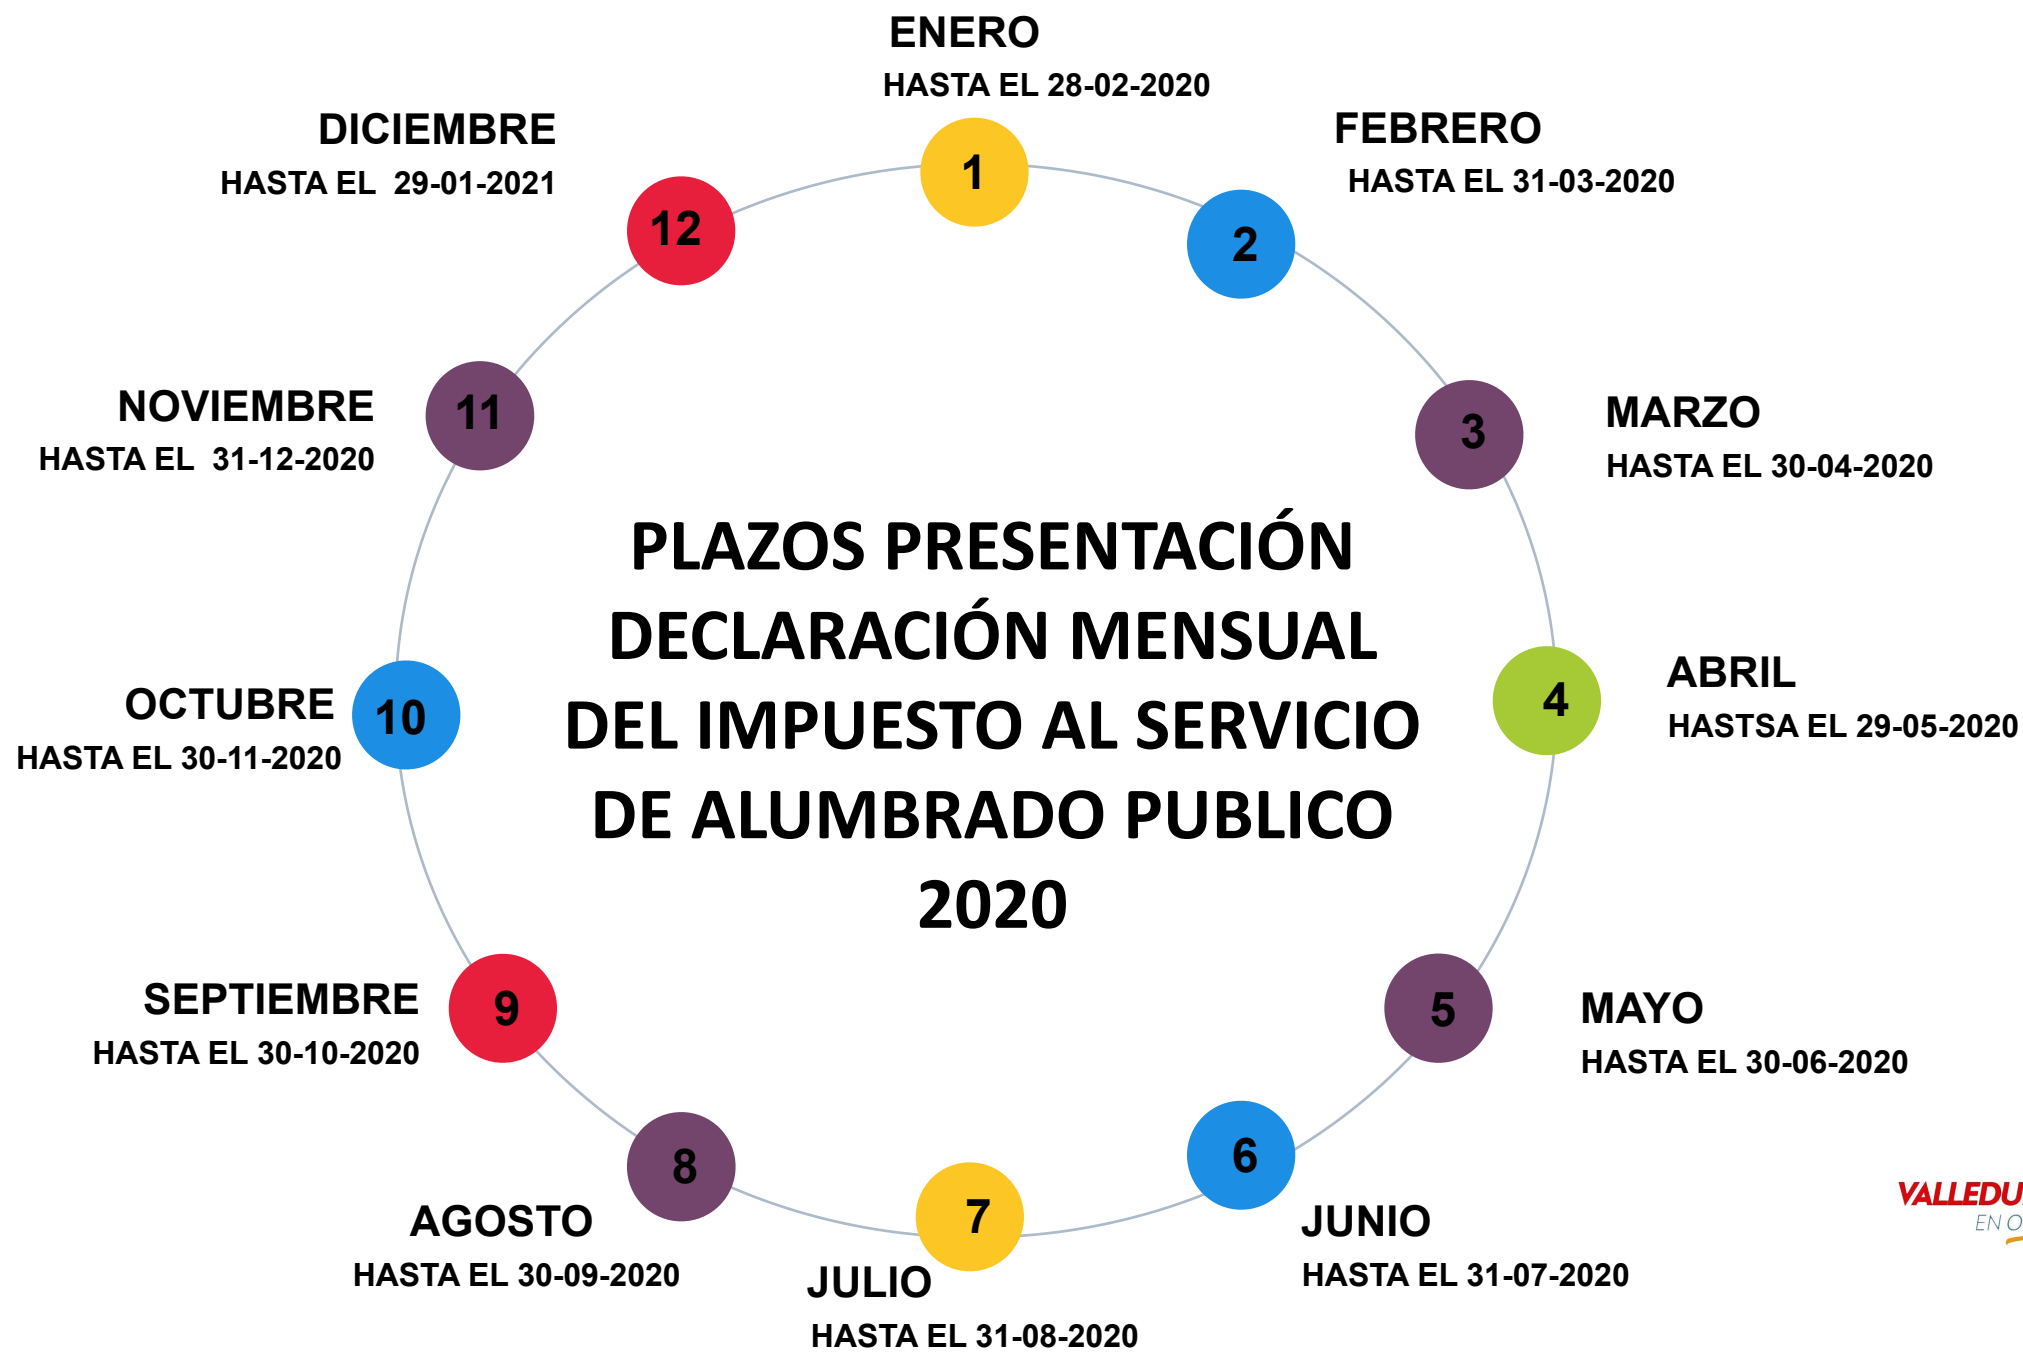 ENERO
HASTA EL 28-02-2020
1
FEBRERO
HASTA EL 31-03-2020
2
MARZO
HASTA EL 30-04-2020
3
ABRIL
HASTSA EL 29-05-2020
4
MAYO
HASTA EL 30-06-2020
5
JUNIO
HASTA EL 31-07-2020
6
JULIO
HASTA EL 31-08-2020
7
AGOSTO
HASTA EL 30-09-2020
8
SEPTIEMBRE
HASTA EL 30-10-2020
9
OCTUBRE
HASTA EL 30-11-2020
10
NOVIEMBRE
HASTA EL 31-12-2020
11
DICIEMBRE
HASTA EL 29-01-2021
12
PLAZOS PRESENTACIÓN
DECLARACIÓN MENSUAL
DEL IMPUESTO AL SERVICIO
DE ALUMBRADO PUBLICO
2020
VALLEDU
EN O